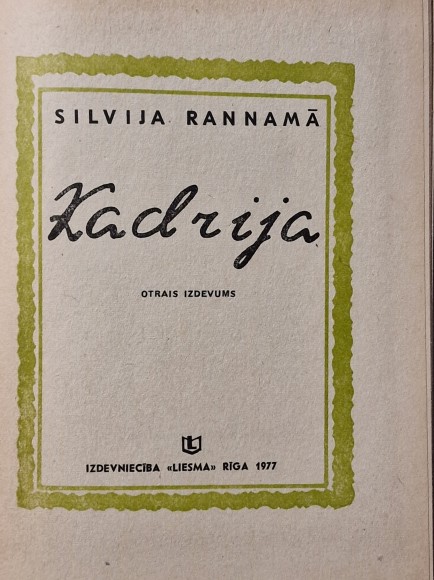 SILVIJA RANNAMĀ
Kadrija
OTRAIS IZDEVUMS
IZDEVNIECĪBA «LIESMA» RĪGA 1977